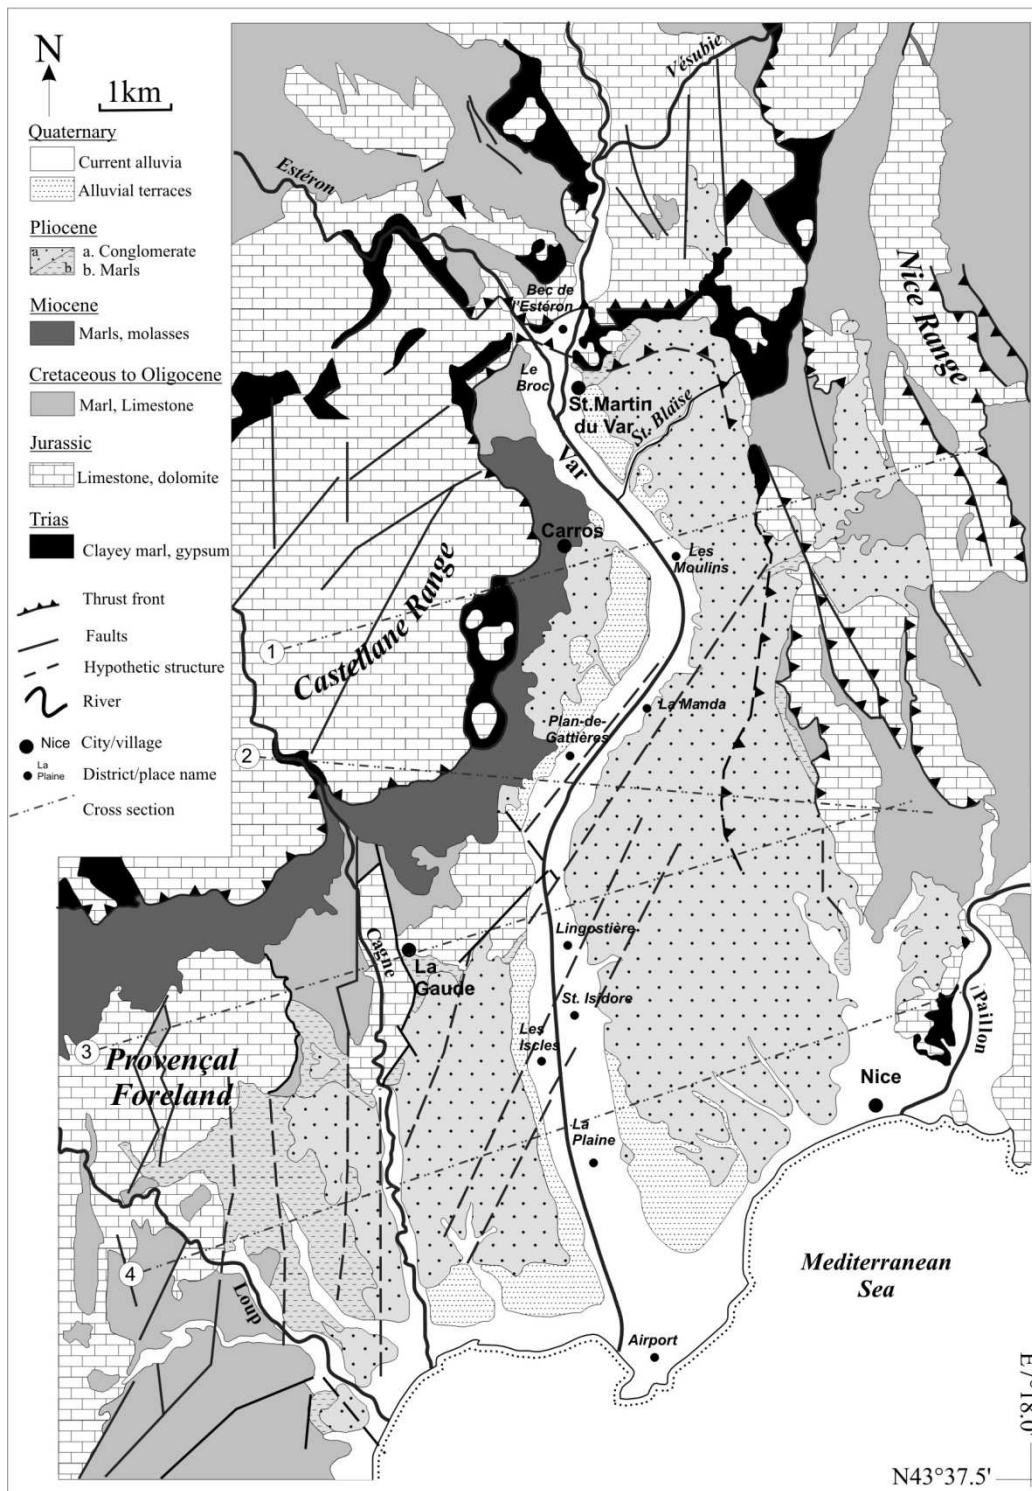 N
1km
Quaternary
Current alluvia
Alluvial terraces
Pliocene
a
b
a. Conglomerate
b. Marls
Miocene
Marls, molasses
Cretaceous to Oligocene
Marl, Limestone
Jurassic
Limestone, dolomite
Trias
Clayey marl, gypsum
Thrust front
Faults
Hypothetic structure
River
Nice
City/village
La
Plaine
District/place name
Cross section
Vésubie
Estéron
Nice Range
Bec de
l'Estéron
Le
Broc
St.Martin
du Var
St. Blaise
Var
Carros
Les
Moulins
Castellane Range
1
La Manda
Plan-de-
Gattières
2
Cagne
Lingostière
La
Gaude
St. Isidore
Les
Iscles
3
Provençal
Foreland
Paillon
Nice
La
Plaine
4
Loup
Mediterranean
Sea
Airport
E7°18.0'
N43°37.5'